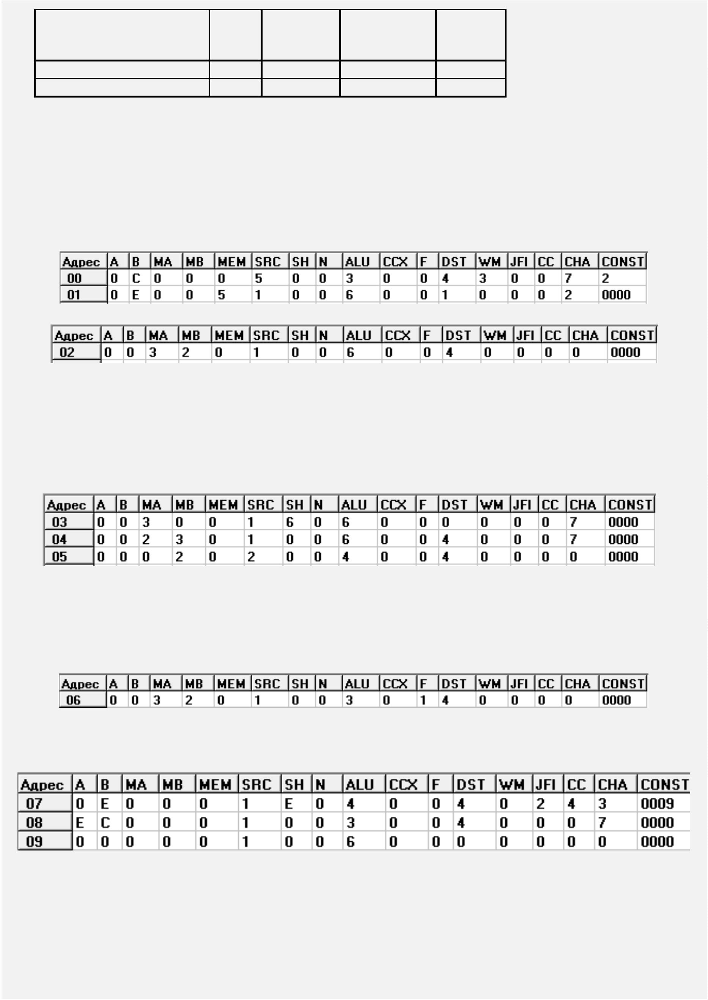 Адрес A B MA MB MEM SRC SH N ALU CCX F DST WM JFI CC CHA CONST
00 0 C 0 0 0 5 0 0 3 0 0 4 3 0 0 7 2
01 0 E 0 0 5 1 0 0 6 0 0 1 0 0 0 2 0000
Адрес A B MA MB MEM SRC SH N ALU CCX F DST WM JFI CC CHA CONST
02 0 0 3 2 0 1 0 0 6 0 0 4 0 0 0 0 0000
Адрес A B MA MB MEM SRC SH N ALU CCX F DST WM JFI CC CHA CONST
03 0 0 3 0 0 1 6 0 6 0 0 0 0 0 0 7 0000
04 0 0 2 3 0 1 0 0 6 0 0 4 0 0 0 7 0000
05 0 0 0 2 0 2 0 0 4 0 0 4 0 0 0 0 0000
Адрес A B MA MB MEM SRC SH N ALU CCX F DST WM JFI CC CHA CONST
06 0 0 3 2 0 1 0 0 3 0 1 4 0 0 0 0 0000
Адрес A B MA MB MEM SRC SH N ALU CCX F DST WM JFI CC CHA CONST
07 0 E 0 0 0 1 E 0 4 0 0 4 0 2 4 3 0009
08 E C 0 0 0 1 0 0 3 0 0 4 0 0 0 7 0000
09 0 0 0 0 0 1 0 0 6 0 0 0 0 0 0 0 0000